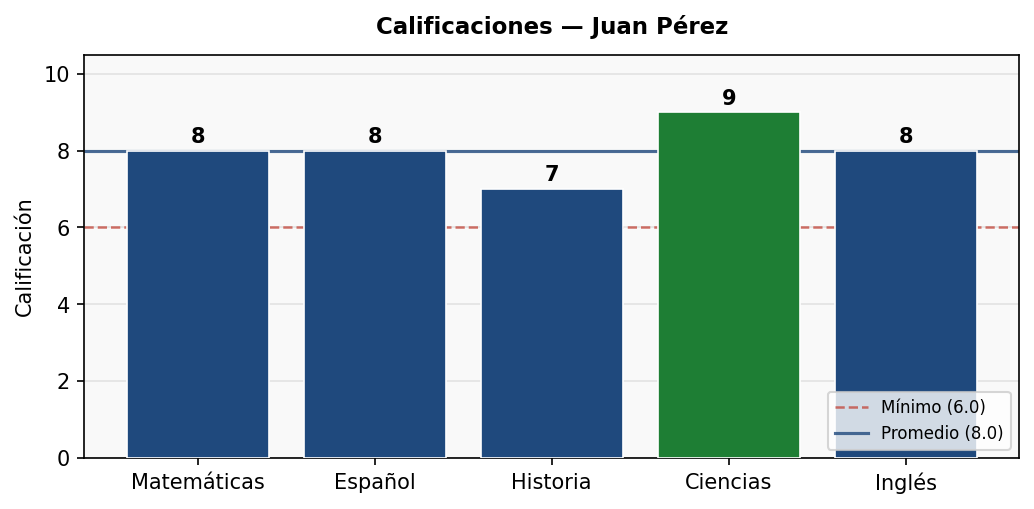 Calificaciones — Juan Pérez
Calificación
10
8
6
4
2
0
8
8
7
9
8
Matemáticas
Español
Historia
Ciencias
Inglés
Mínimo (6.0)
Promedio (8.0)